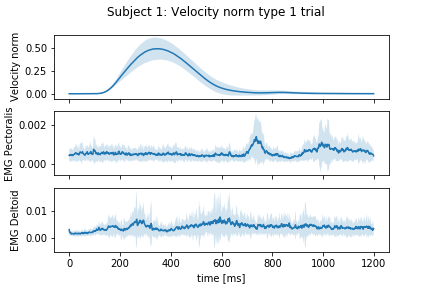 Subject 1: Velocity norm type 1 trial
Velocity norm
0.50
0.25
0.00
EMG Pectoralis
0.002
0.000
EMG Deltoid
0.01
0.00
0 200 400 600 800 1000 1200
time [ms]